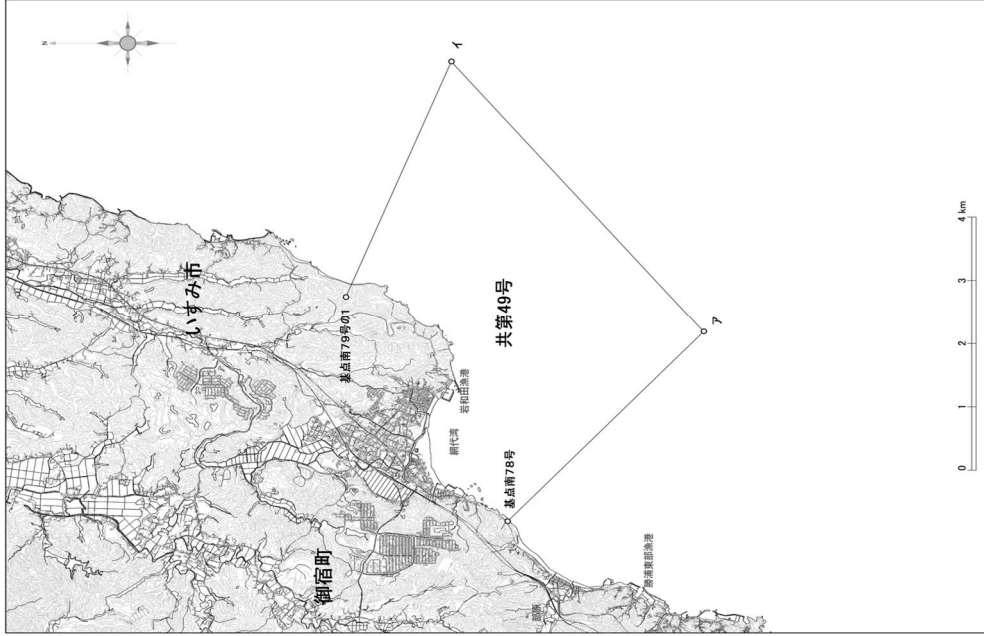 N
イ
いすみ市
基点南79号の1
共第49号
ア
岩和田漁港
網代湾
基点南78号
御宿町
勝浦東部漁港
0 1 2 3 4 km